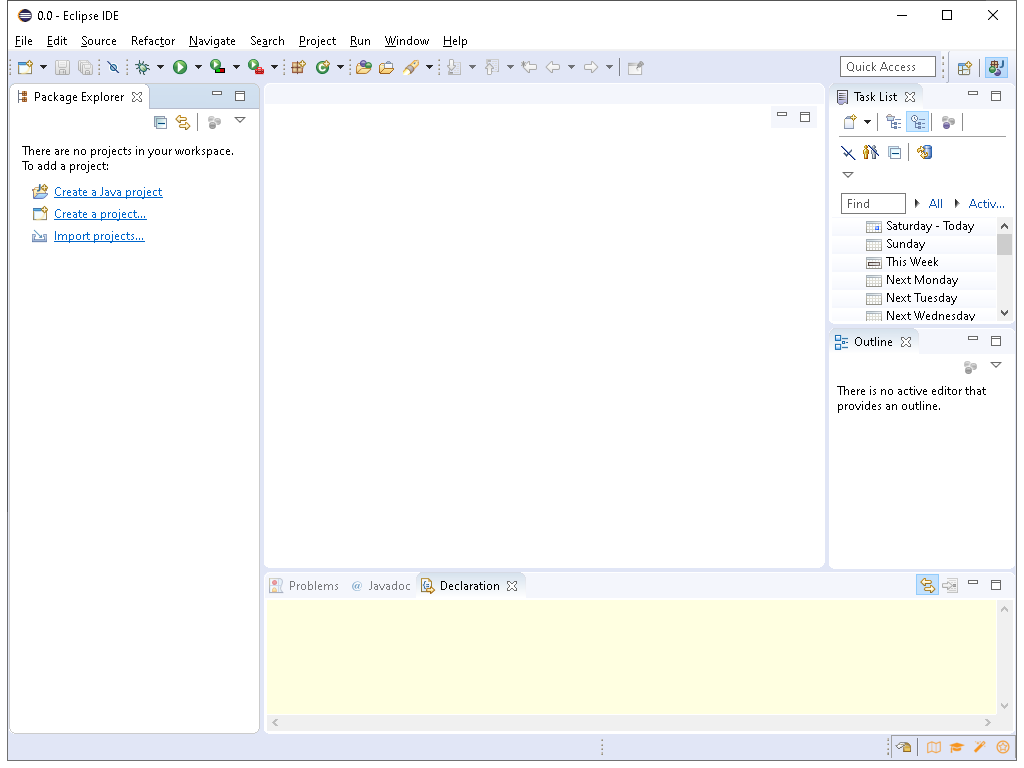 0.0 - Eclipse IDE
File Edit Source Refactor Navigate Search Project Run Window Help
Quick Access
Package Explorer
There are no projects in your workspace.
To add a project:
Create a Java project
Create a project...
Import projects...
Task List
Find All Activ...
Saturday - Today
Sunday
This Week
Next Monday
Next Tuesday
Next Wednesday
Outline
There is no active editor that
provides an outline.
Problems @ Javadoc Declaration